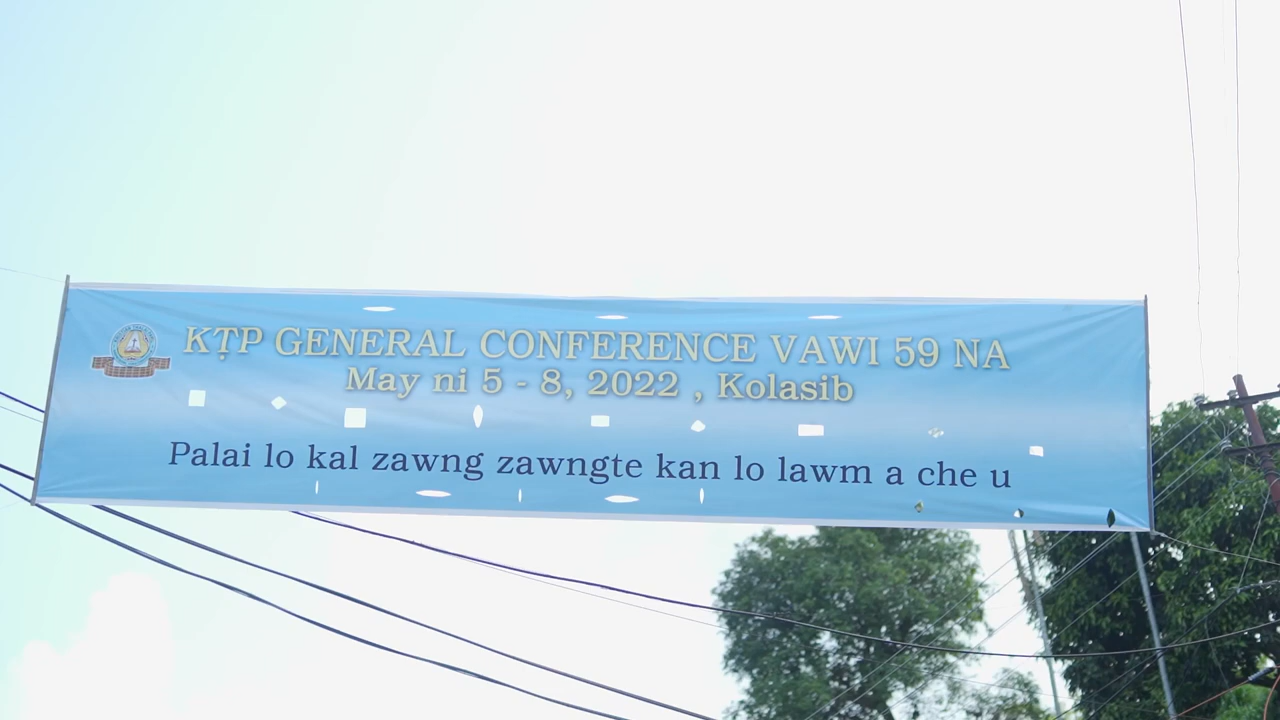 KṬP GENERAL CONFERENCE VAWI 59 NA
May ni 5 - 8, 2022 , Kolasib
Palai lo kal zawng zawngte kan lo lawm a che u